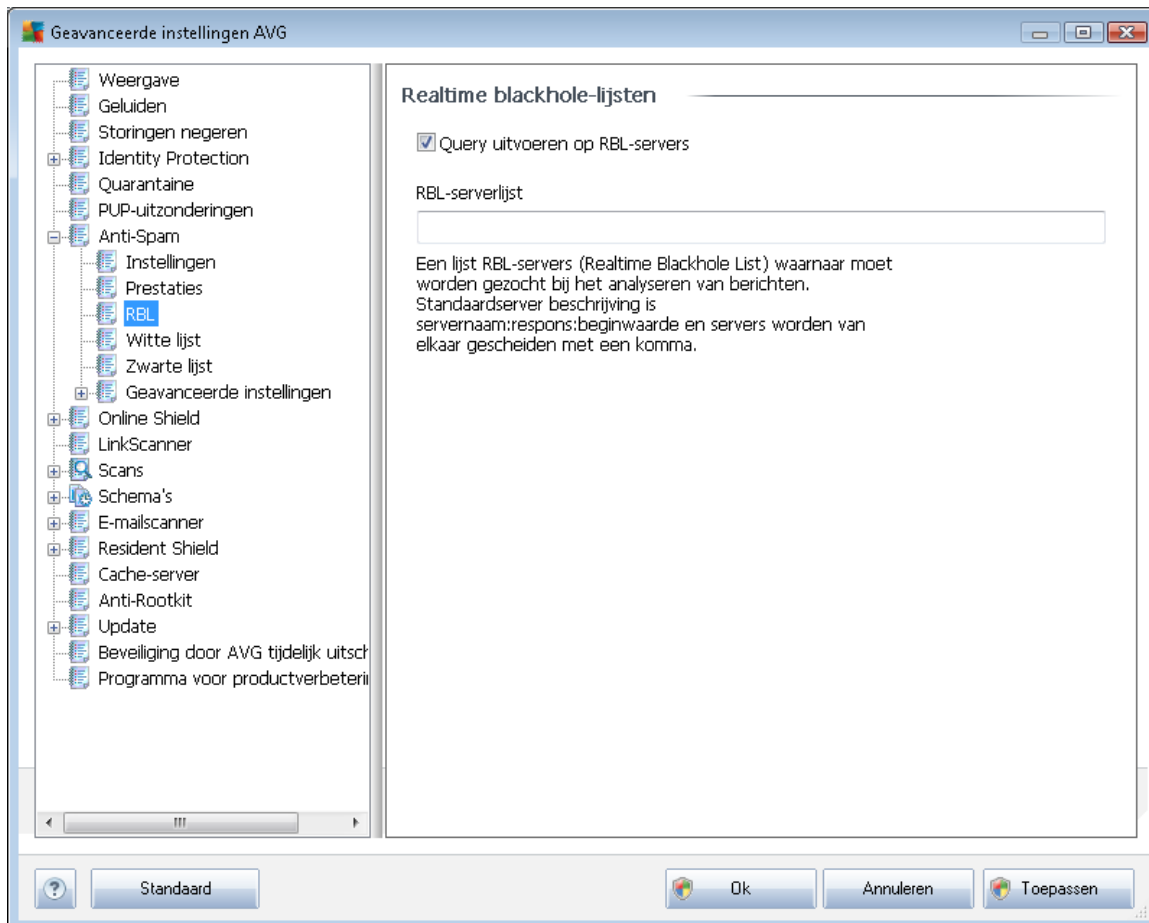 Geavanceerde instellingen AVG
Weergave
Geluiden
Storingen negeren
Identity Protection
Quarantaine
PUP-uitzonderingen
Anti-Spam
Instellingen
Prestaties
RBL
Witte lijst
Zwarte lijst
Geavanceerde instellingen
Online Shield
LinkScanner
Scans
Schema's
E-mailscanner
Resident Shield
Cache-server
Anti-Rootkit
Update
Beveiliging door AVG tijdelijk uitsch
Programma voor productverbeteri
Realtime blackhole-lijsten
Query uitvoeren op RBL-servers
RBL-serverlijst
Een lijst RBL-servers (Realtime Blackhole List) waarnaar moet
worden gezocht bij het analyseren van berichten.
Standaardserver beschrijving is
servernaam:respons:beginwaarde en servers worden van
elkaar gescheiden met een komma.
?
Standaard
Ok
Annuleren
Toepassen